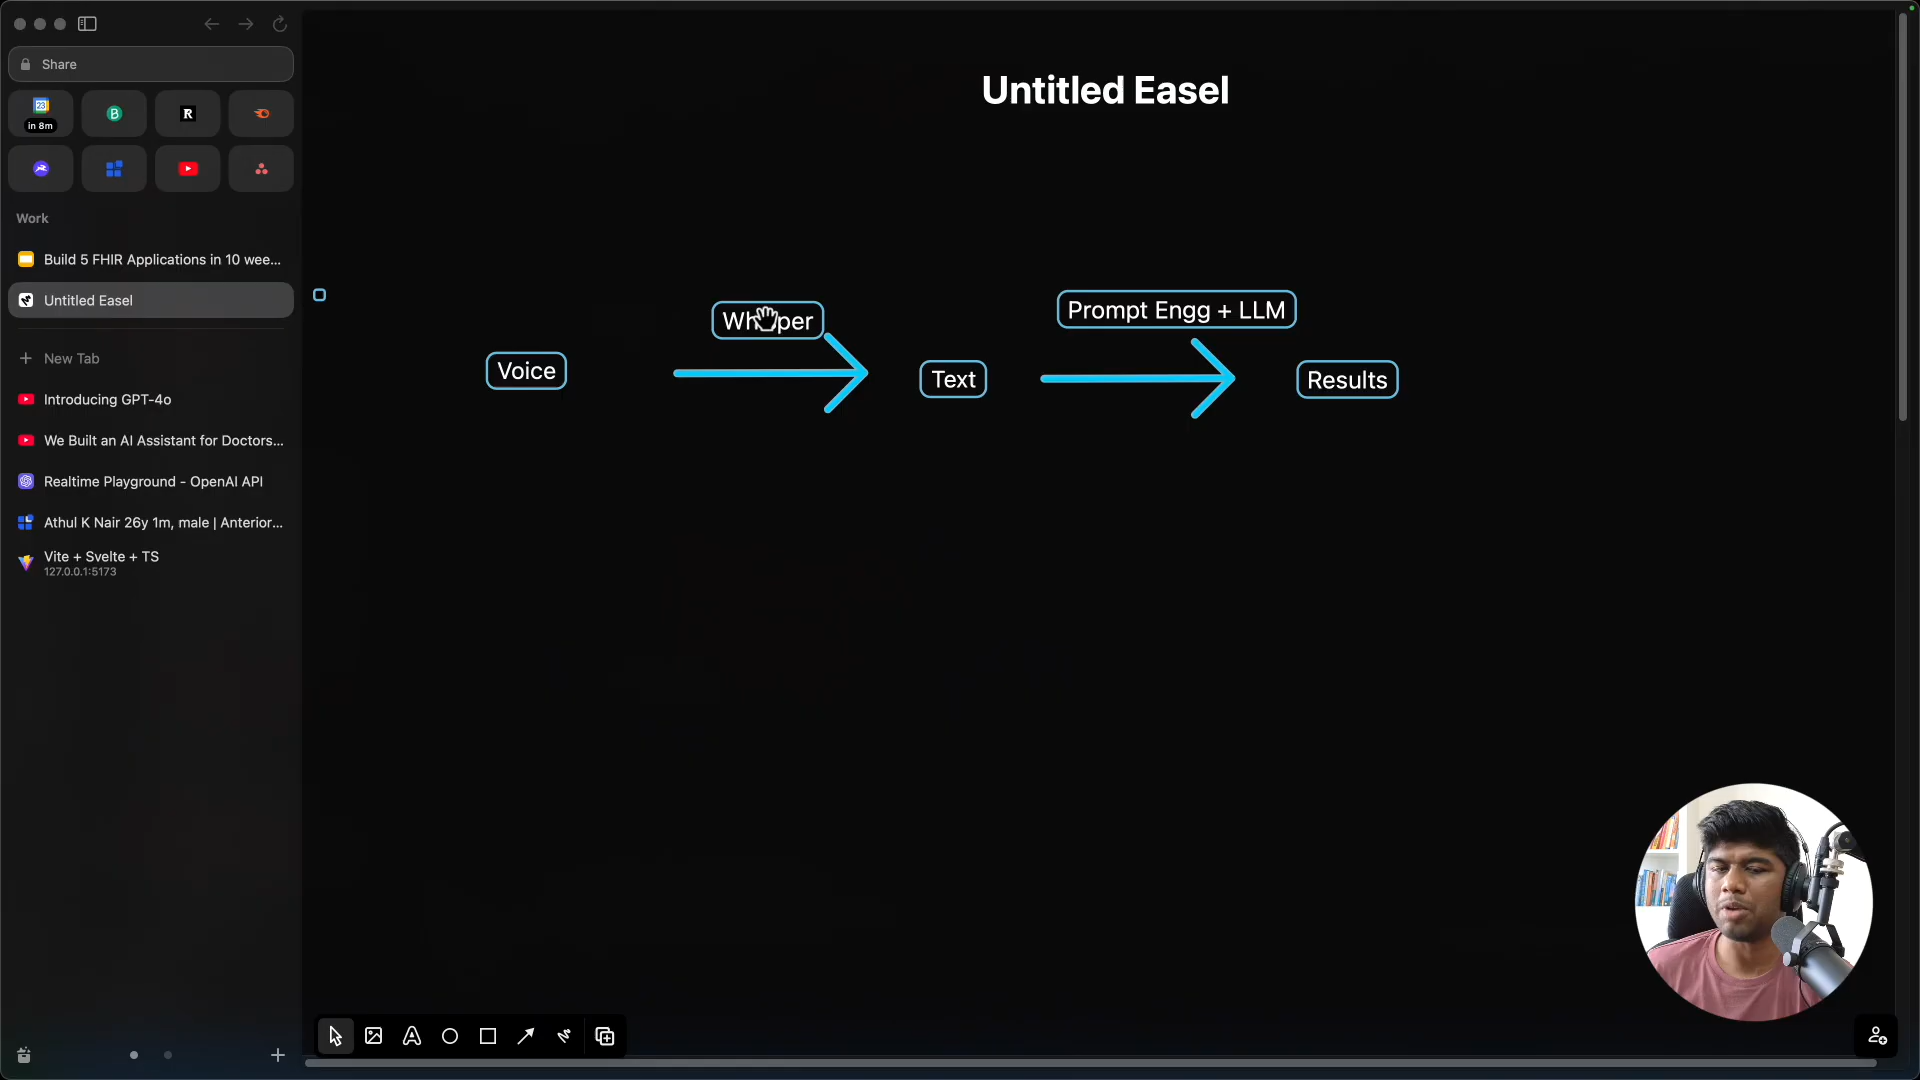 Share
23
in 8m
B
R
Work
Build 5 FHIR Applications in 10 wee...
Untitled Easel
New Tab
Introducing GPT-4o
We Built an AI Assistant for Doctors...
Realtime Playground - OpenAI API
Athul K Nair 26y 1m, male | Anterior...
Vite + Svelte + TS
127.0.0.1:5173
Untitled Easel
Whisper
Prompt Engg + LLM
Voice
Text
Results